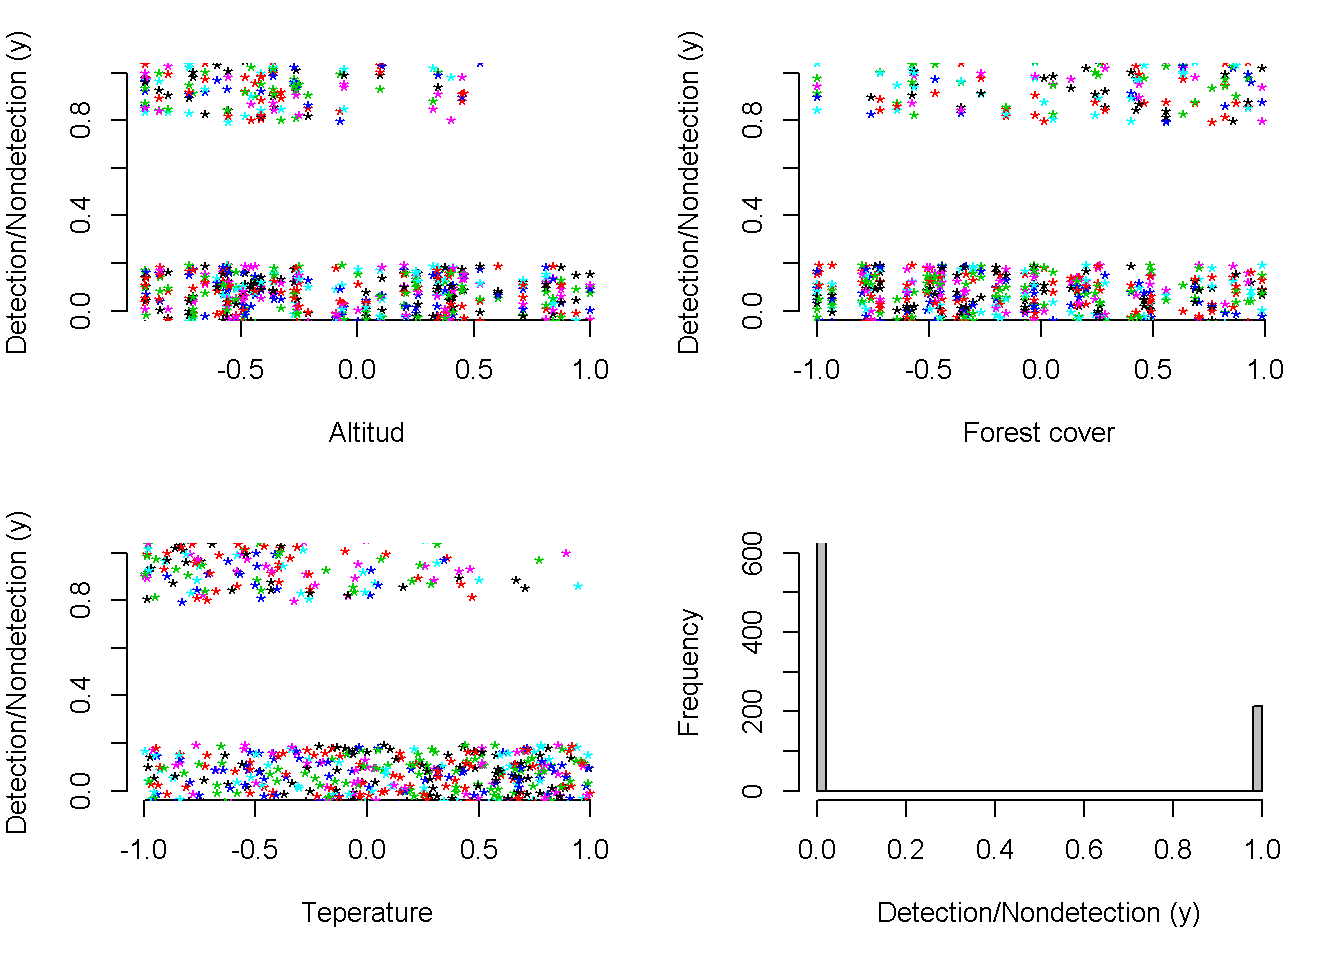 Detection/Nondetection (y)
0.0 0.4 0.8
-0.5 0.0 0.5 1.0
Altitud
Detection/Nondetection (y)
0.0 0.4 0.8
-1.0 -0.5 0.0 0.5 1.0
Forest cover
Detection/Nondetection (y)
0.0 0.4 0.8
-1.0 -0.5 0.0 0.5 1.0
Teperature
Frequency
0 200 400 600
0.0 0.2 0.4 0.6 0.8 1.0
Detection/Nondetection (y)